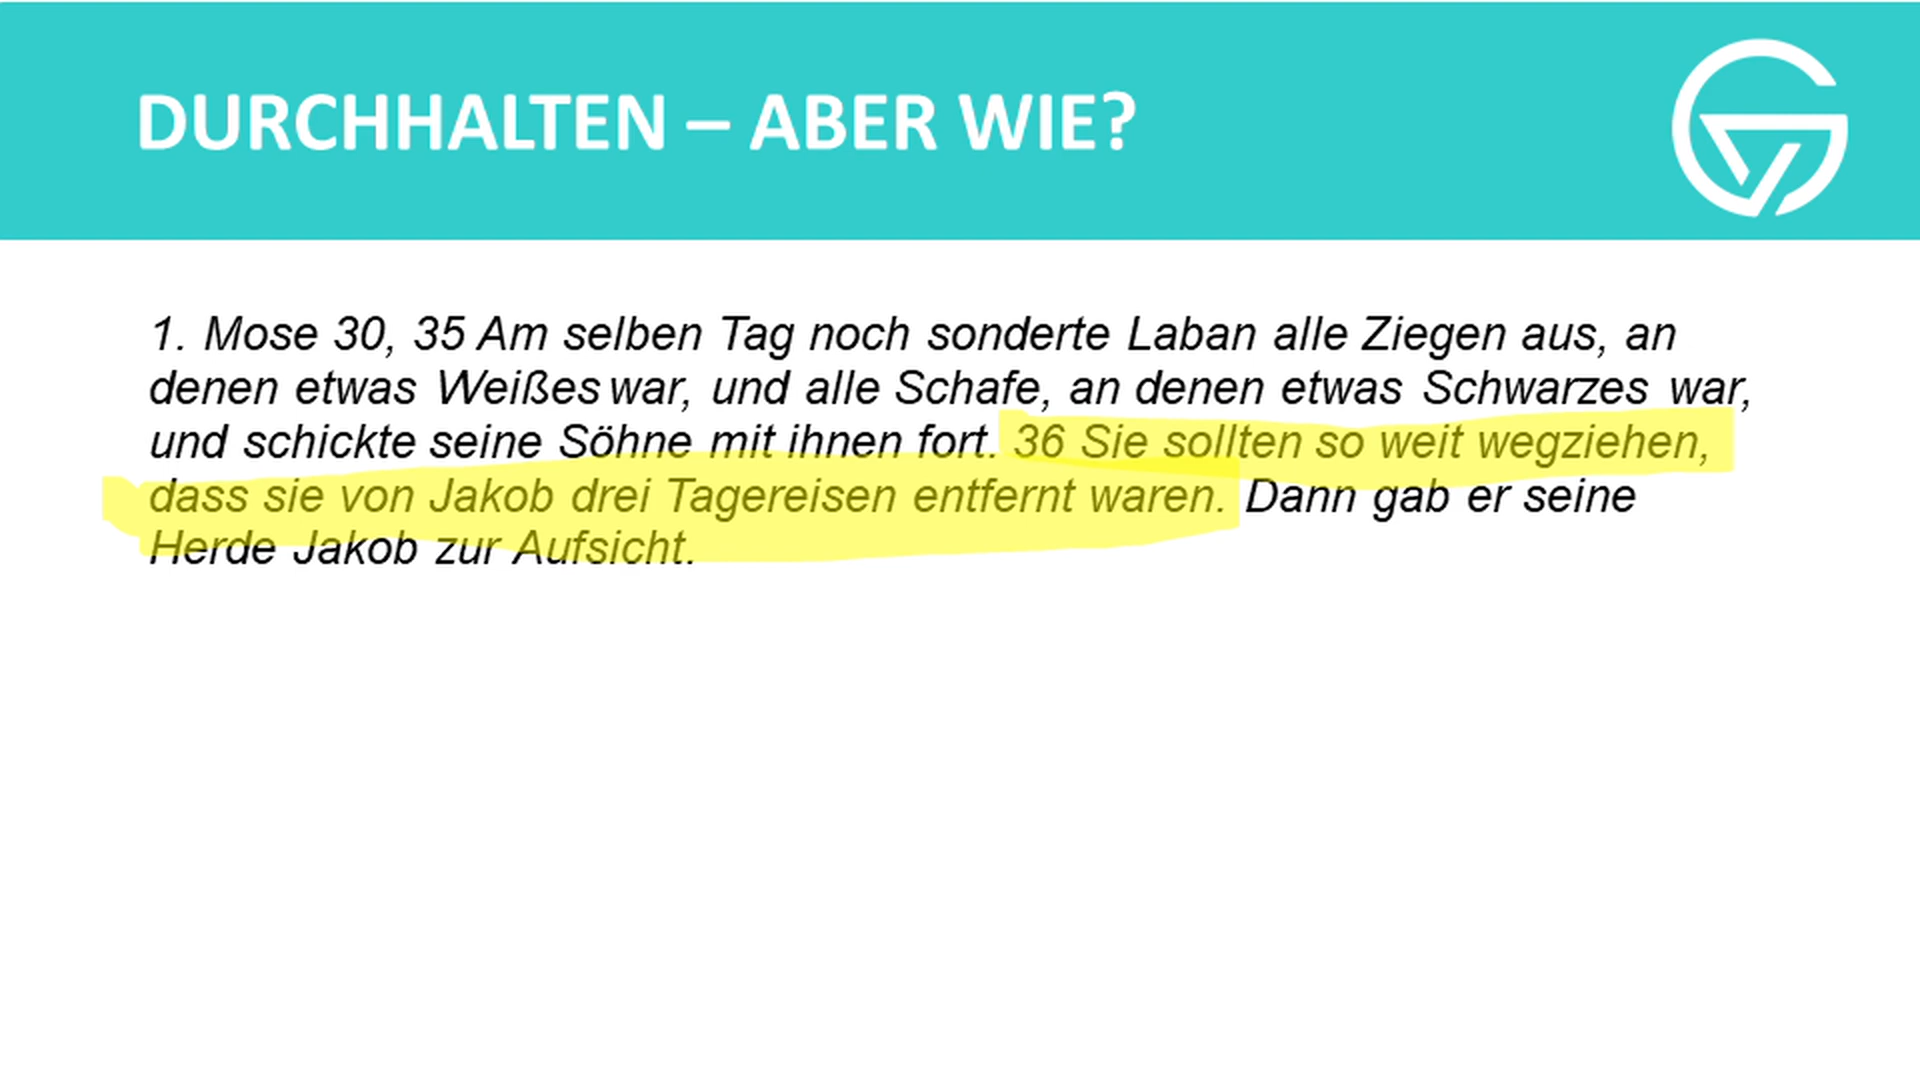 DURCHHALTEN – ABER WIE?
1. Mose 30, 35 Am selben Tag noch sonderte Laban alle Ziegen aus, an
denen etwas Weißes war, und alle Schafe, an denen etwas Schwarzes war,
und schickte seine Söhne mit ihnen fort. 36 Sie sollten so weit wegziehen,
dass sie von Jakob drei Tagereisen entfernt waren. Dann gab er seine
Herde Jakob zur Aufsicht.